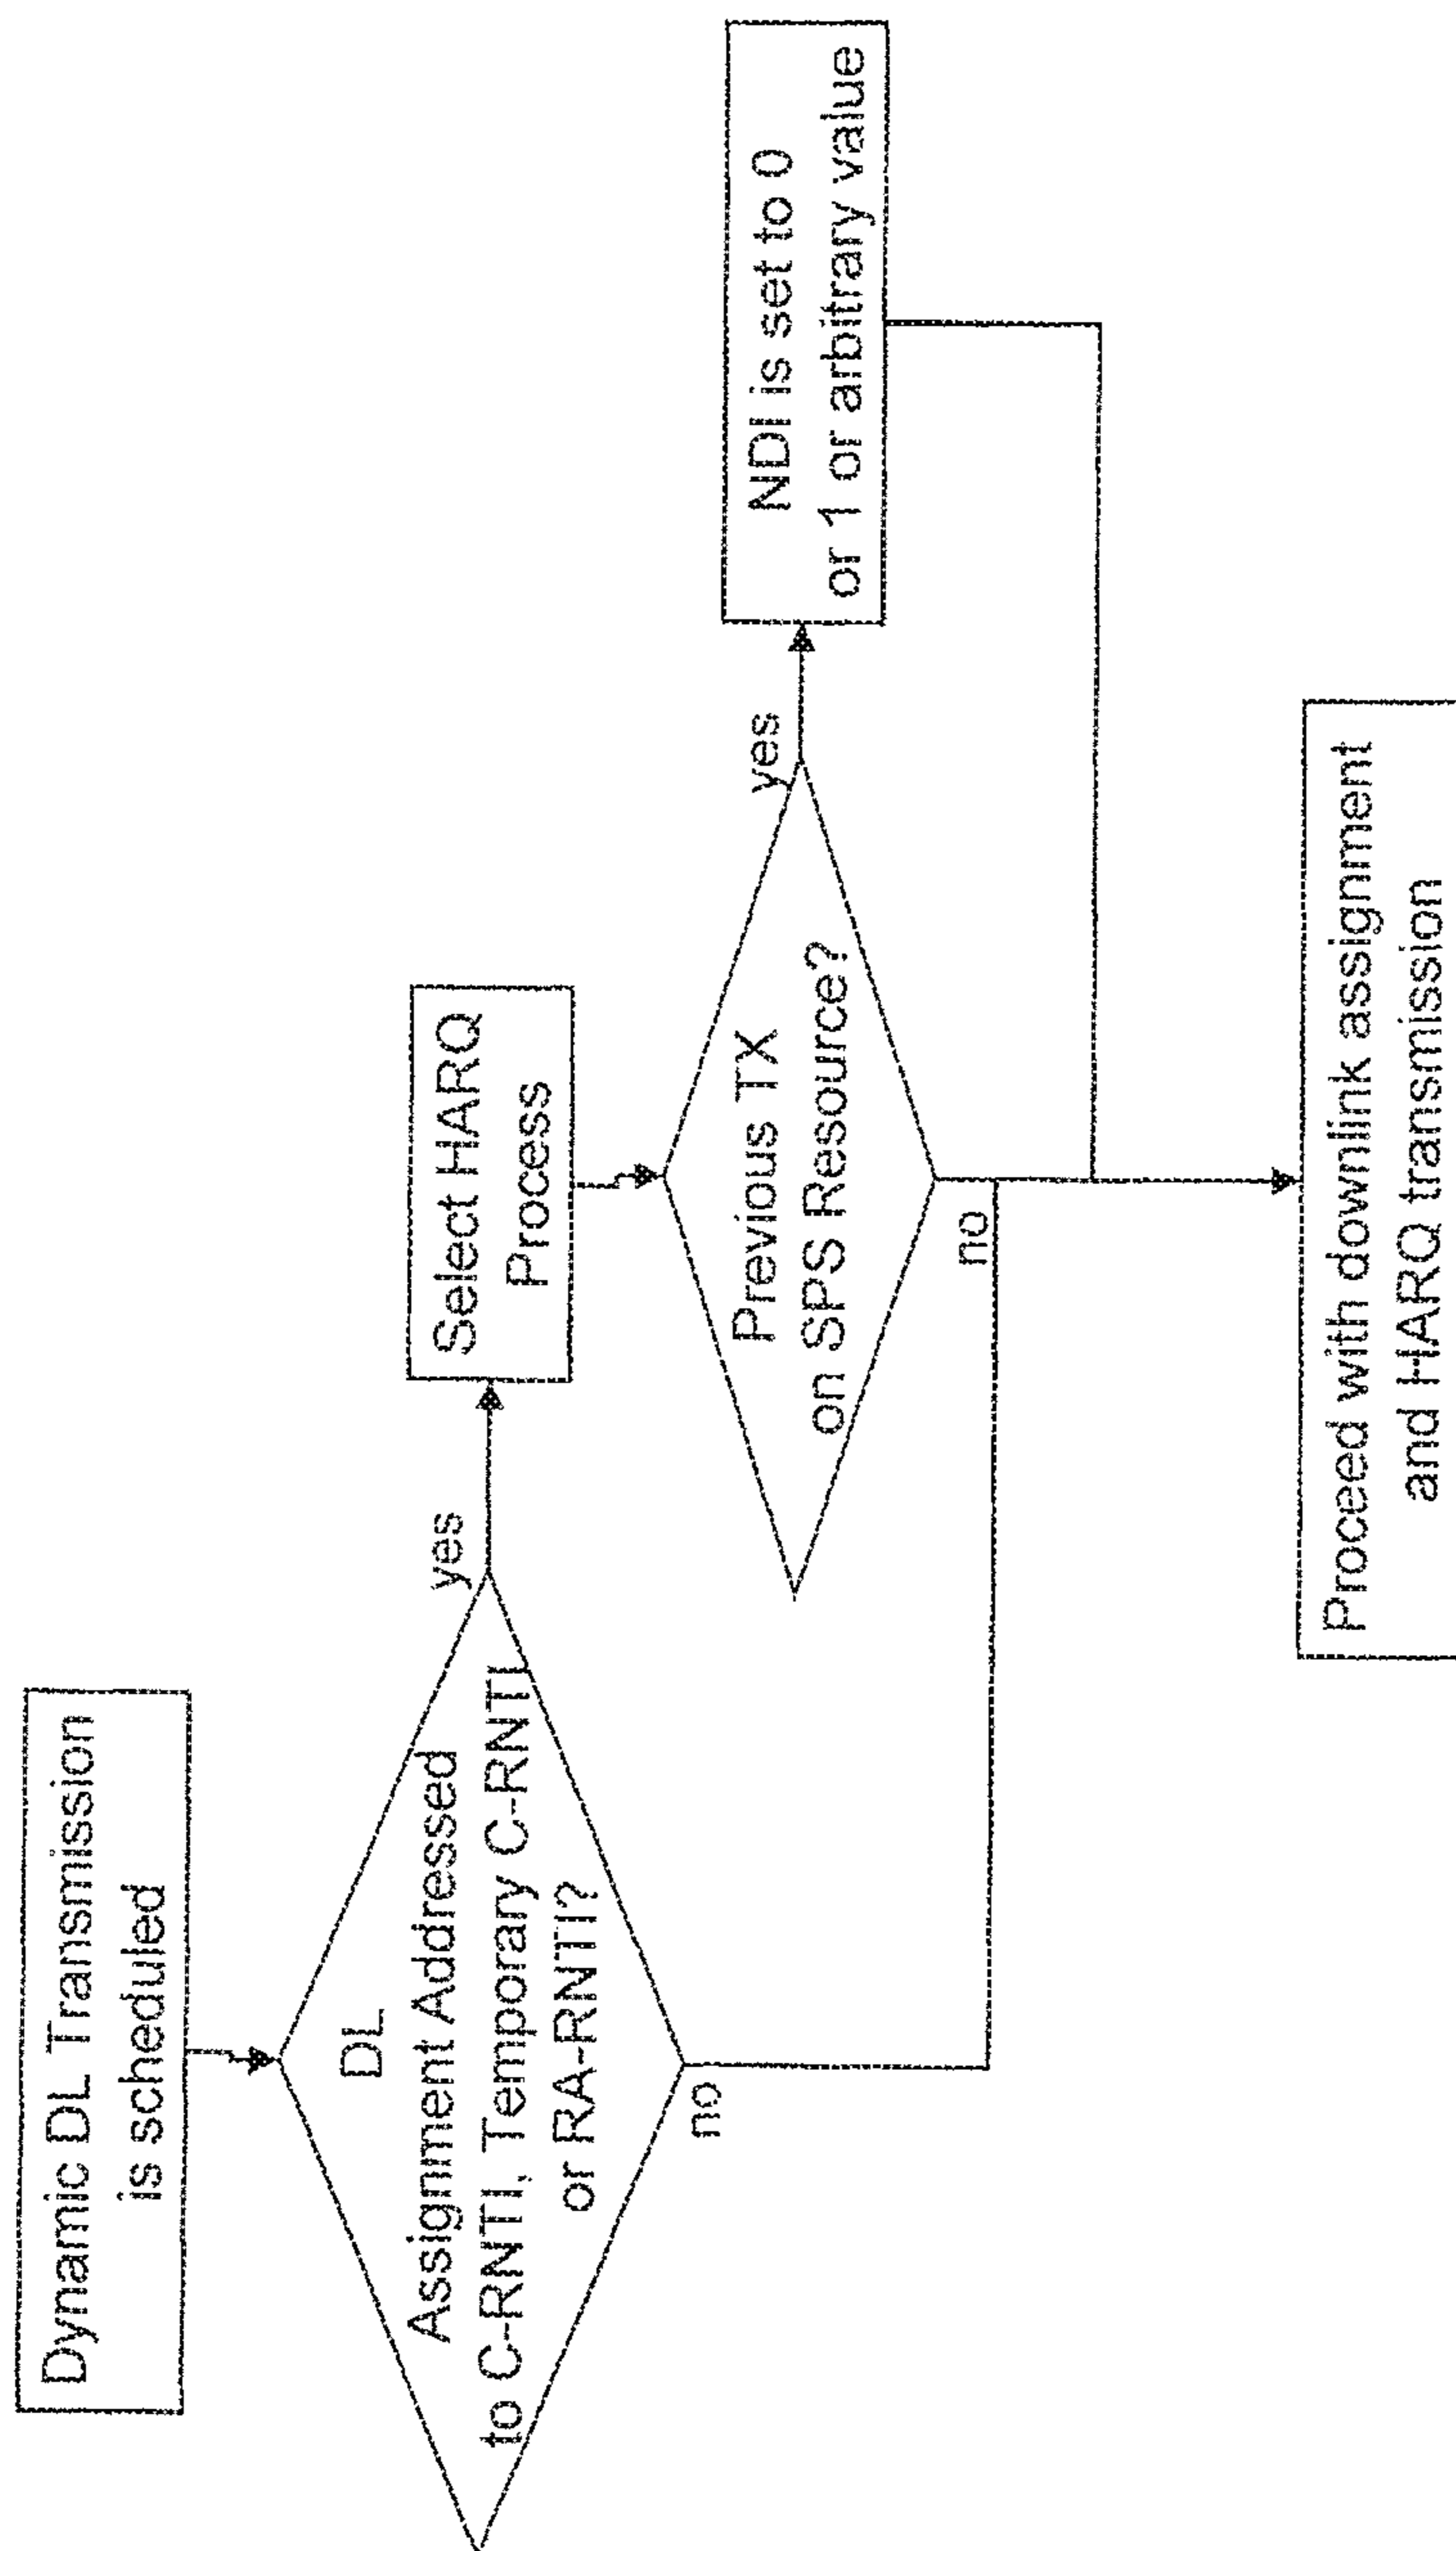 Dynamic DL Transmission
is scheduled
DL
Assignment Addressed
to C-RNTI, Temporary C-RNTI
or RA-RNTI?
yes
no
Select HARQ
Process
Previous TX
on SPS Resource?
yes
no
NDI is set to 0
or 1 or arbitrary value
Proceed with downlink assignment
and HARQ transmission